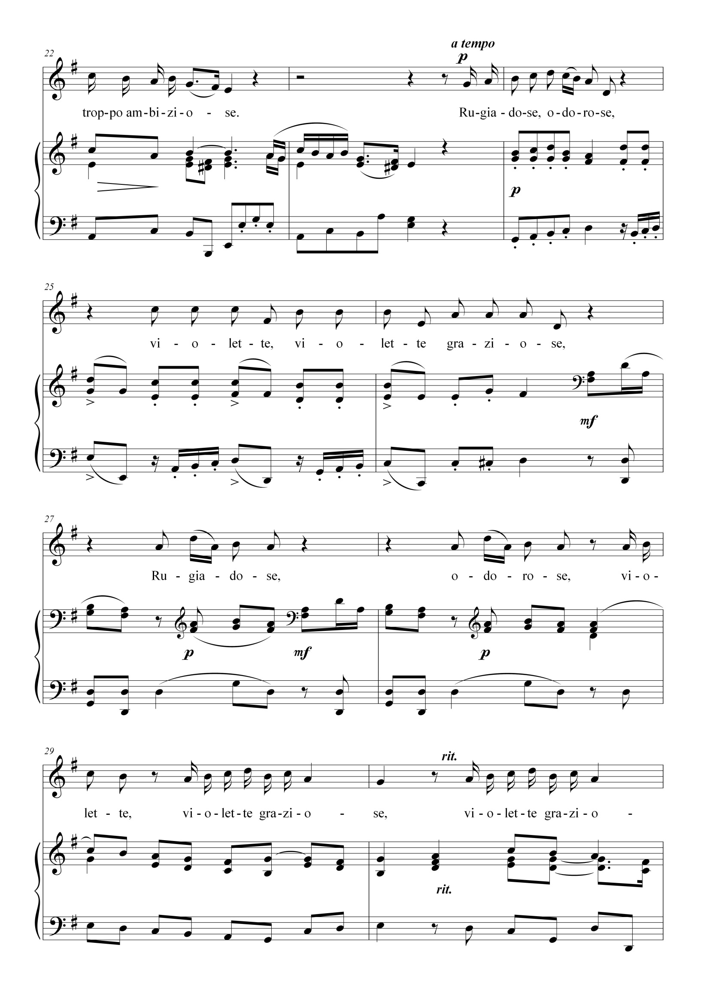 22
a tempo
p
trop-po am-bi-zi-o - se. Ru-gia-do-se, o-do-ro-se,
p
25
vi - o - let - te, vi - o - let - te gra - zi - o - se,
mf
27
Ru - gia - do - se, o - do - ro - se, vi - o -
p mf p
29
rit.
let - te, vi - o - let - te gra - zi - o - se, vi - o - let - te gra - zi - o -
rit.